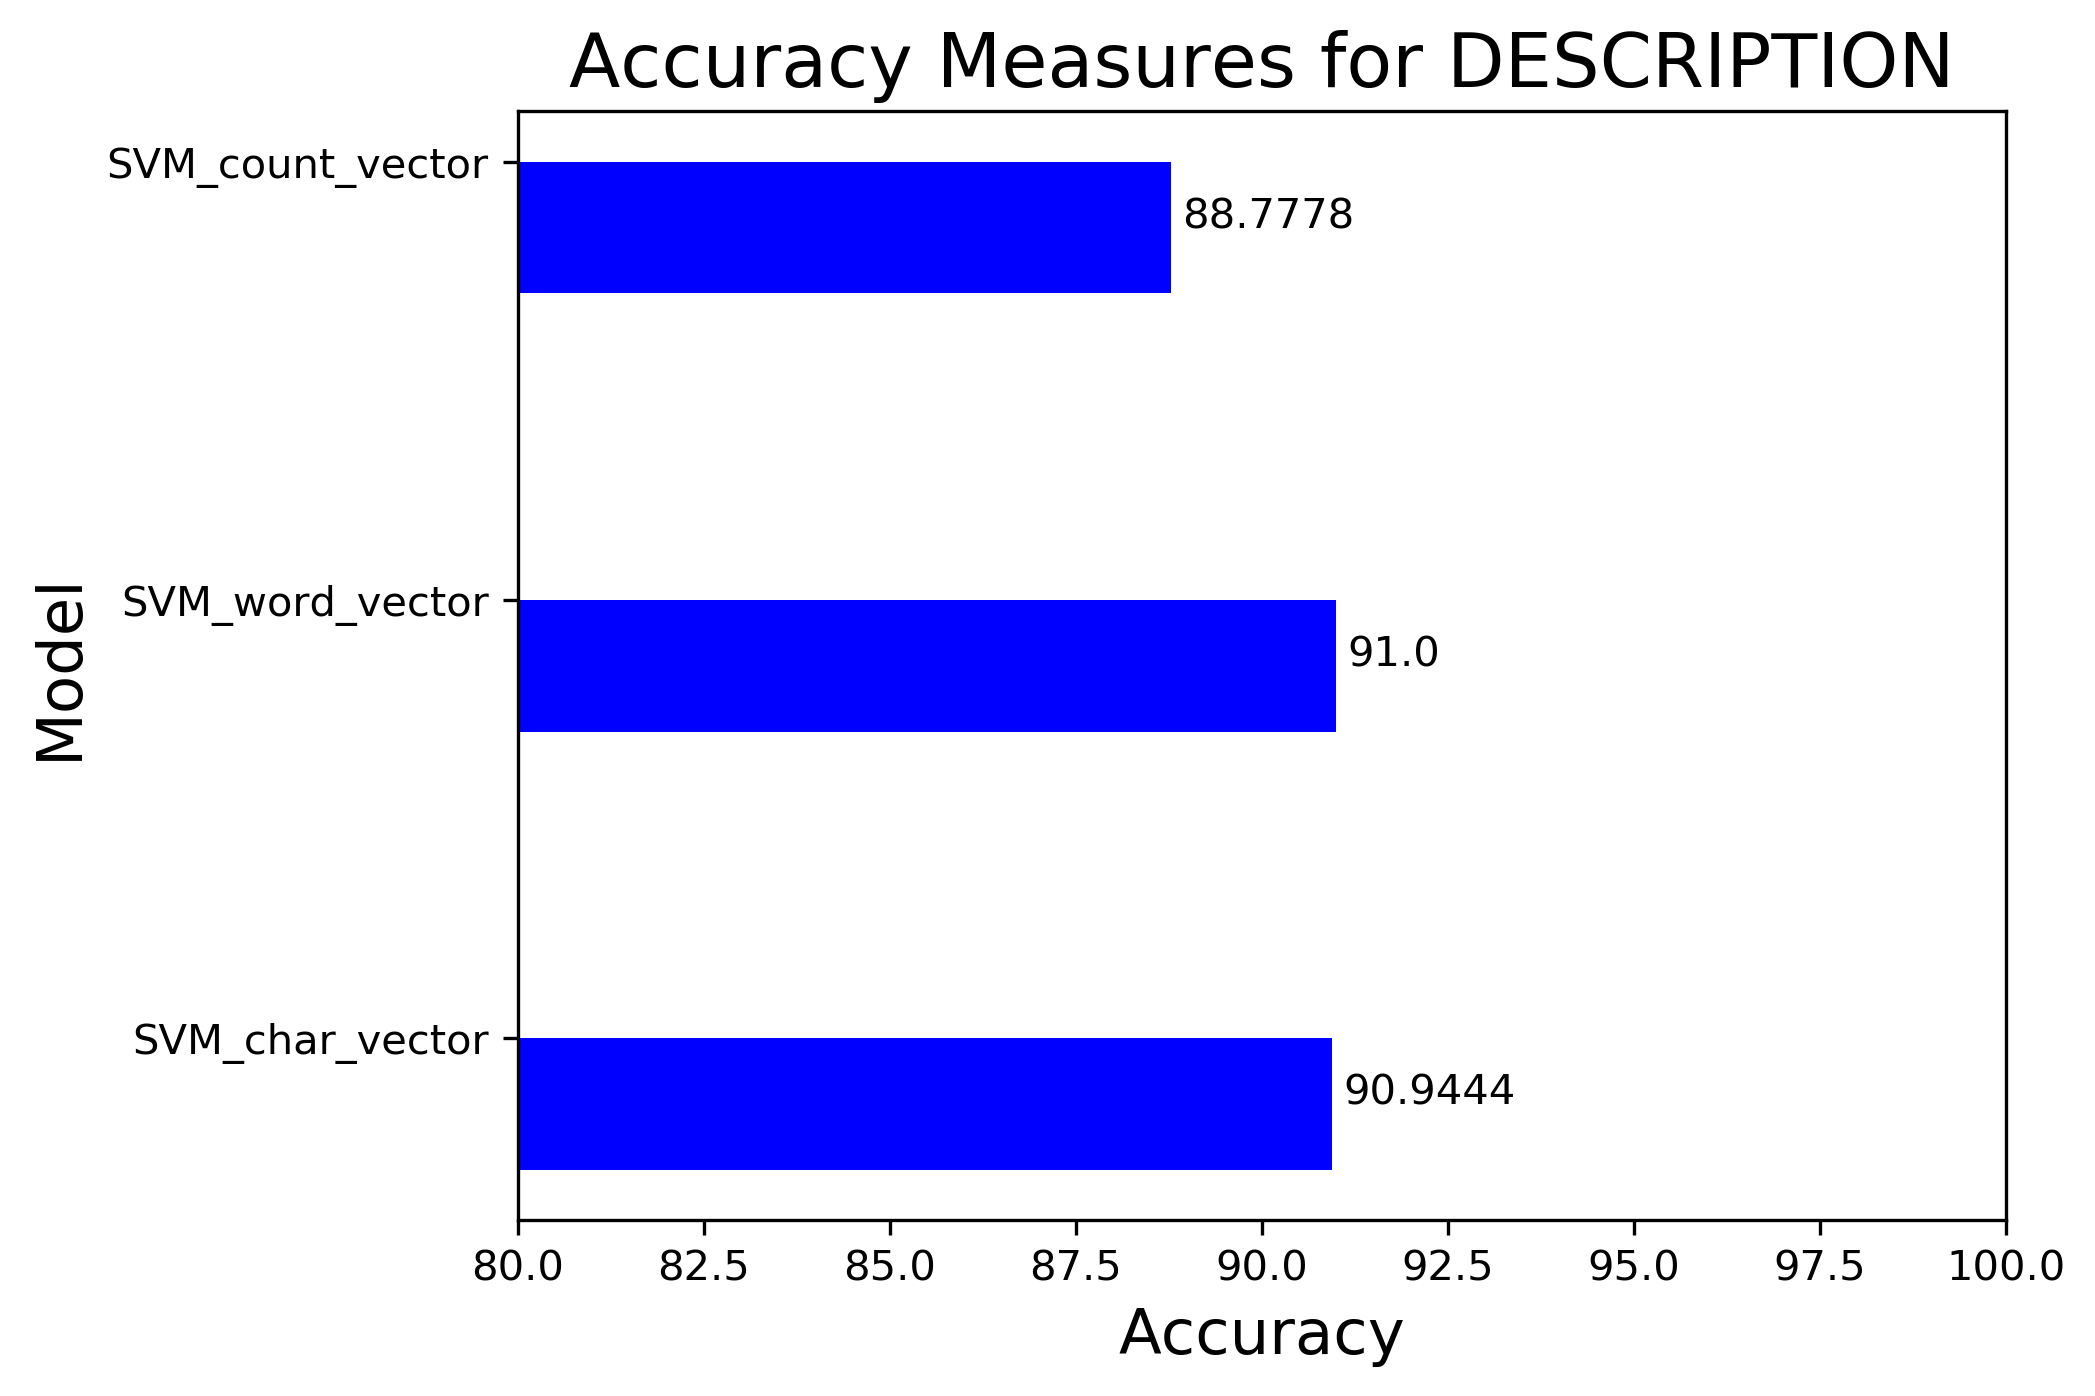 Accuracy Measures for DESCRIPTION
SVM_count_vector
88.7778
SVM_word_vector
91.0
SVM_char_vector
90.9444
Model
80.0 82.5 85.0 87.5 90.0 92.5 95.0 97.5 100.0
Accuracy